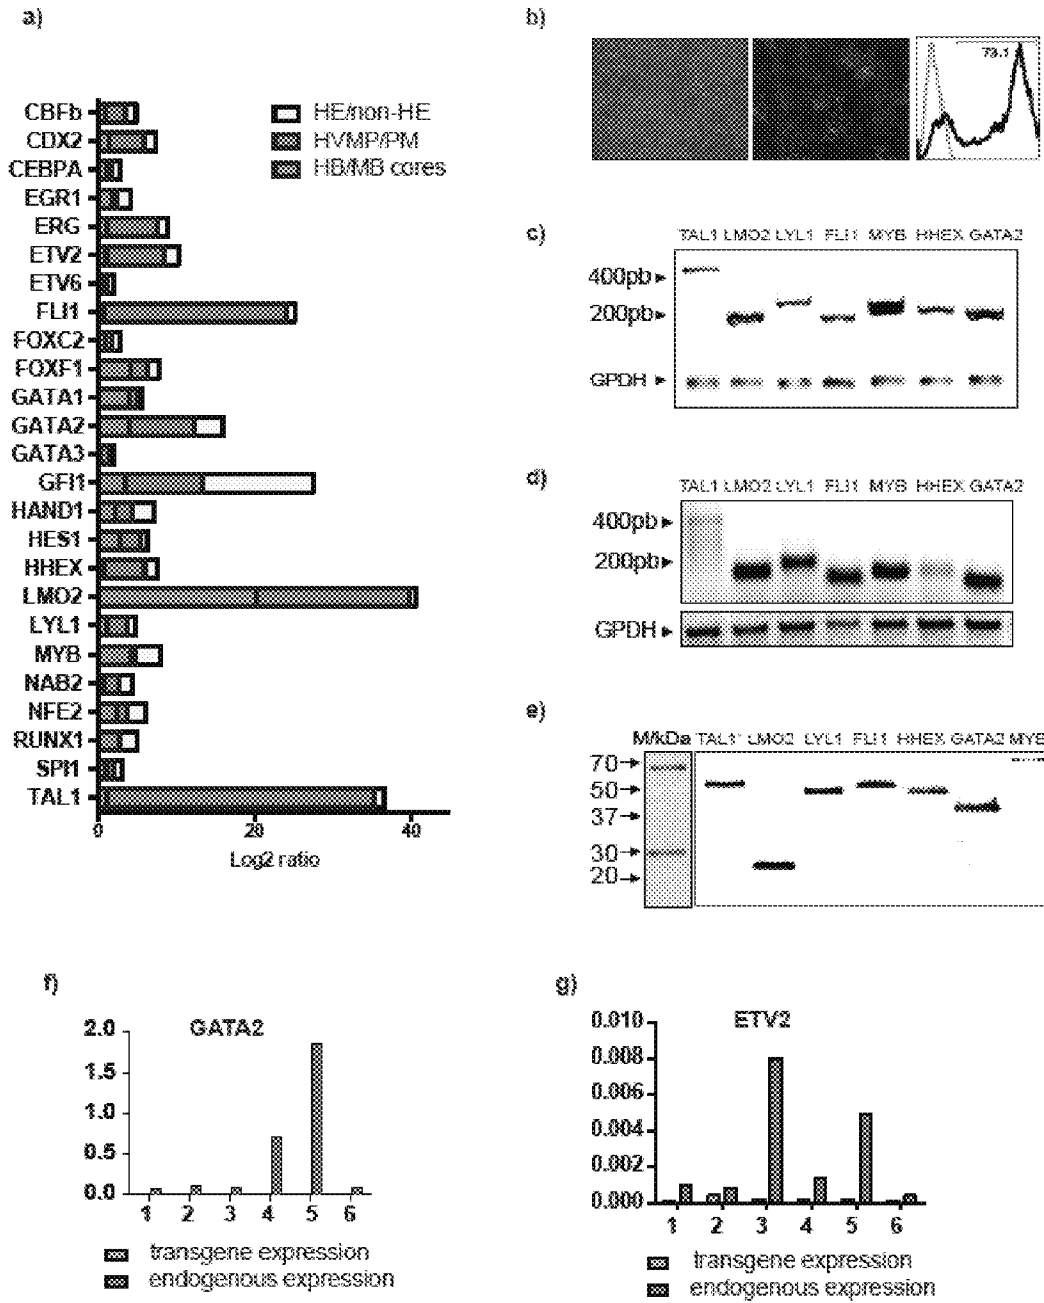 a)
CBFb
CDX2
CEBPA
EGR1
ERG
ETV2
ETV6
FLI1
FOXC2
FOXF1
GATA1
GATA2
GATA3
GFI1
HAND1
HES1
HHEX
LMO2
LYL1
MYB
NAB2
NFE2
RUNX1
SPI1
TAL1
HE/non-HE
HVMP/PM
HB/MB cores
0 20 40
Log2 ratio
b)
73.1
c)
TAL1 LMO2 LYL1 FLI1 MYB HHEX GATA2
400pb
200pb
GPDH
d)
TAL1 LMO2 LYL1 FLI1 MYB HHEX GATA2
400pb
200pb
GPDH
e)
M/kDa TAL1 LMO2 LYL1 FLI1 HHEX GATA2 MYB
70
50
37
30
20
f)
GATA2
2.0
1.5
1.0
0.5
0.0
1 2 3 4 5 6
transgene expression
endogenous expression
g)
ETV2
0.010
0.008
0.006
0.004
0.002
0.000
1 2 3 4 5 6
transgene expression
endogenous expression